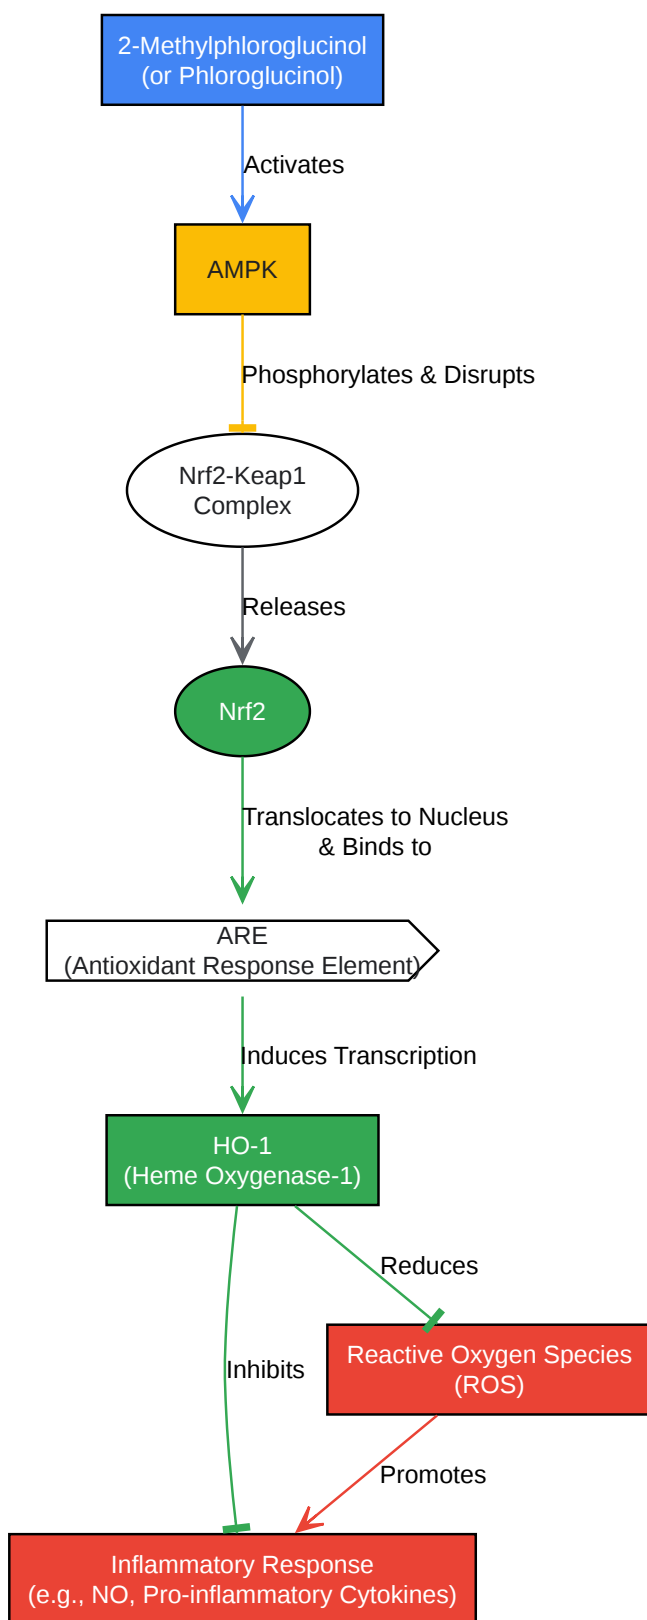 2-Methylphloroglucinol
(or Phloroglucinol)
Activates
AMPK
Phosphorylates & Disrupts
Nrf2-Keap1
Complex
Releases
Nrf2
Translocates to Nucleus
& Binds to
ARE
(Antioxidant Response Element)
Induces Transcription
HO-1
(Heme Oxygenase-1)
Reduces
Reactive Oxygen Species
(ROS)
Inhibits
Promotes
Inflammatory Response
(e.g., NO, Pro-inflammatory Cytokines)